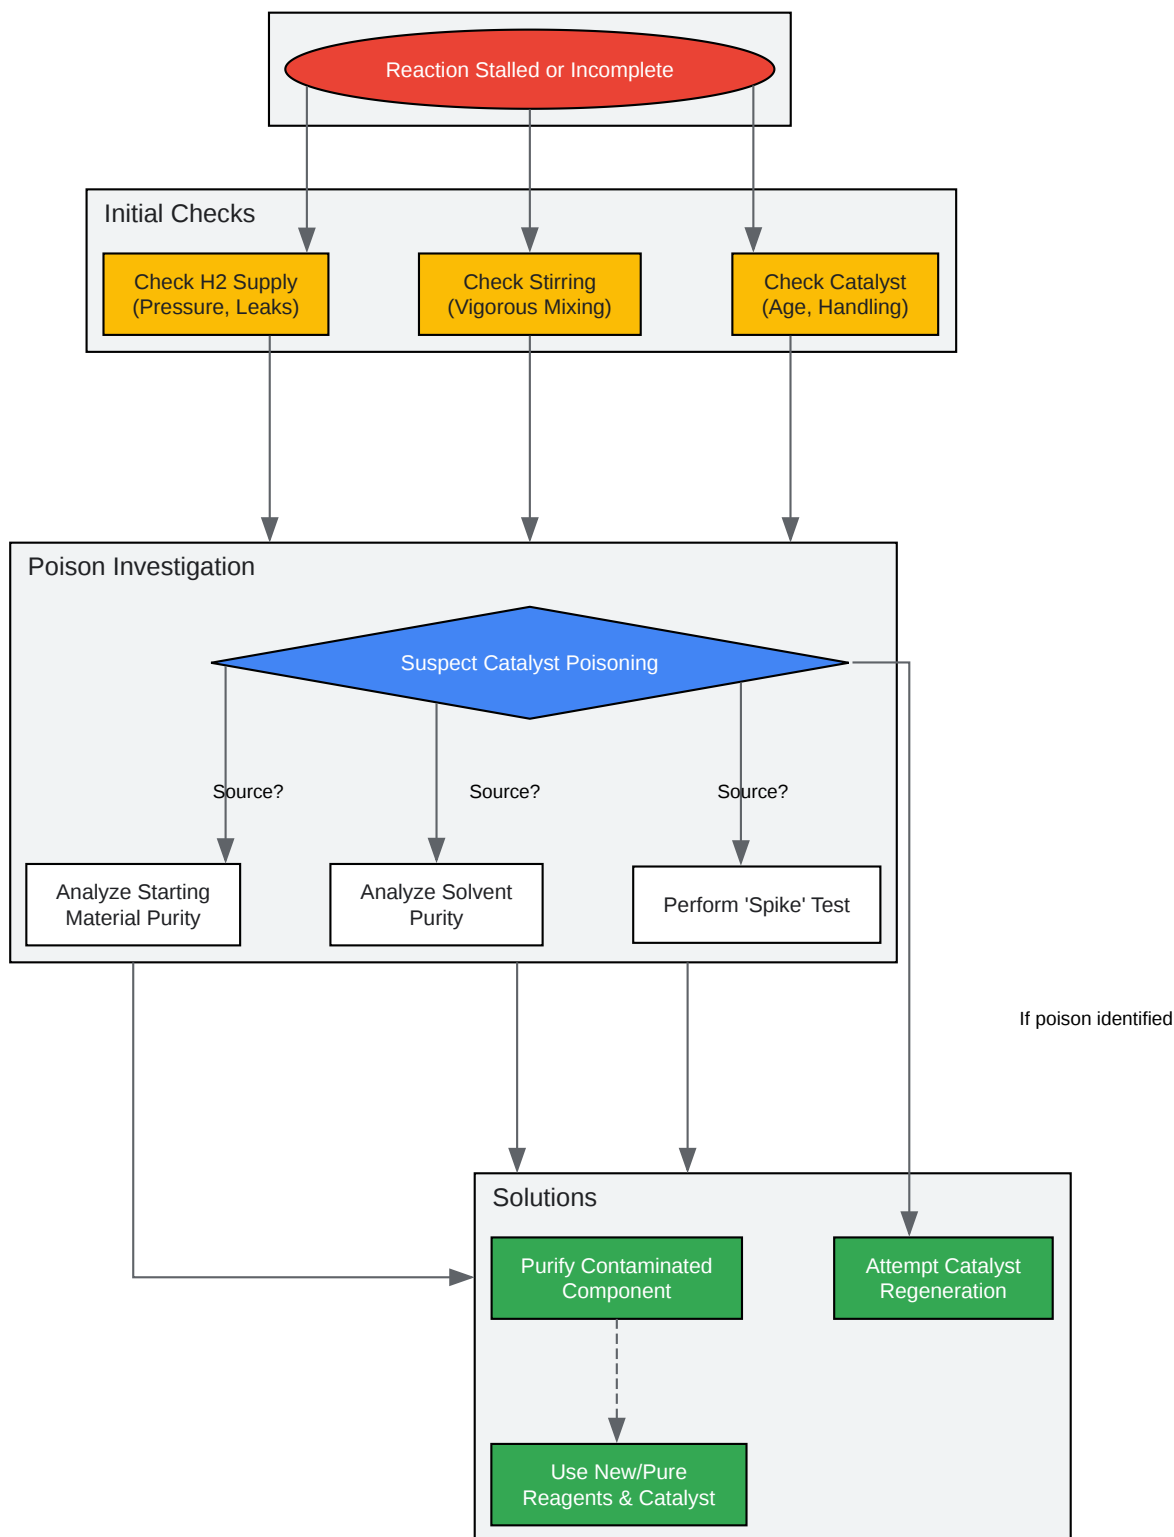 Reaction Stalled or Incomplete
Initial Checks
Check H2 Supply
(Pressure, Leaks)
Check Stirring
(Vigorous Mixing)
Check Catalyst
(Age, Handling)
Poison Investigation
Suspect Catalyst Poisoning
Source?
Source?
Source?
Analyze Starting
Material Purity
Analyze Solvent
Purity
Perform 'Spike' Test
If poison identified
Solutions
Purify Contaminated
Component
Attempt Catalyst
Regeneration
Use New/Pure
Reagents & Catalyst